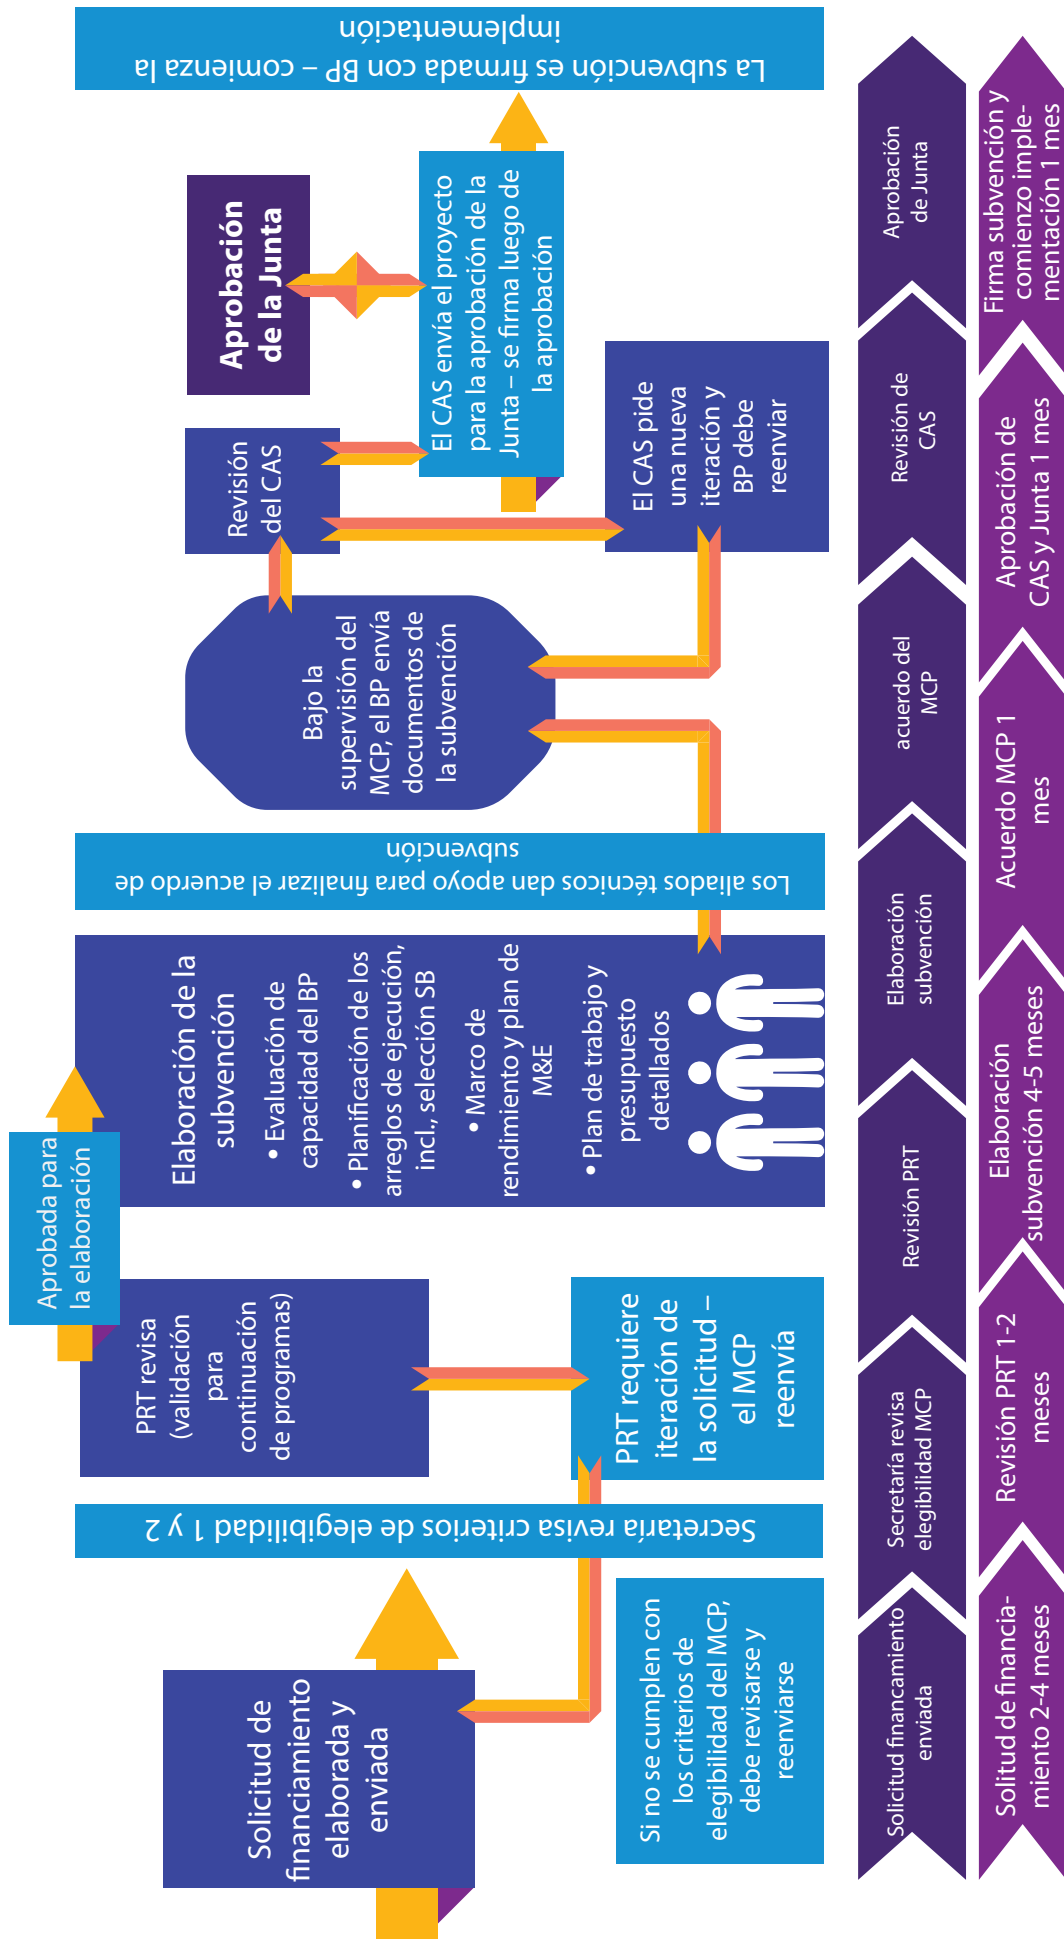 Solicitud de
financiamiento
elaborada y
enviada
Si no se cumplen con
los criterios de
elegibilidad del MCP,
debe revisarse y
reenviarse
Secretaría revisa criterios de elegibilidad 1 y 2
PRT revisa
(validación
para
continuación
de programas)
PRT requiere
iteración de
la solicitud –
el MCP
reenvía
Aprobada para
la elaboración
Elaboración de la
subvención
• Evaluación de
capacidad del BP
• Planificación de los
arreglos de ejecución,
incl., selección SB
• Marco de
rendimiento y plan de
M&E
• Plan de trabajo y
presupuesto
detallados
Los aliados técnicos dan apoyo para finalizar el acuerdo de
subvención
Bajo la
supervisión del
MCP, el BP envía
documentos de
la subvención
Revisión
del CAS
El CAS pide
una nueva
iteración y
BP debe
reenviar
Aprobación
de la Junta
El CAS envía el proyecto
para la aprobación de la
Junta – se firma luego de
la aprobación
La subvención es firmada con BP – comienza la
implementación
Solicitud financamiento
enviada
Secretaría revisa
elegibilidad MCP
Revisión PRT
Elaboración
subvención
acuerdo del
MCP
Revisión de
CAS
Aprobación
de Junta
Solitud de financia-
miento 2-4 meses
Revisión PRT 1-2
meses
Elaboración
subvención 4-5 meses
Acuerdo MCP 1
mes
Aprobación de
CAS y Junta 1 mes
Firma subvención y
comienzo imple-
mentación 1 mes